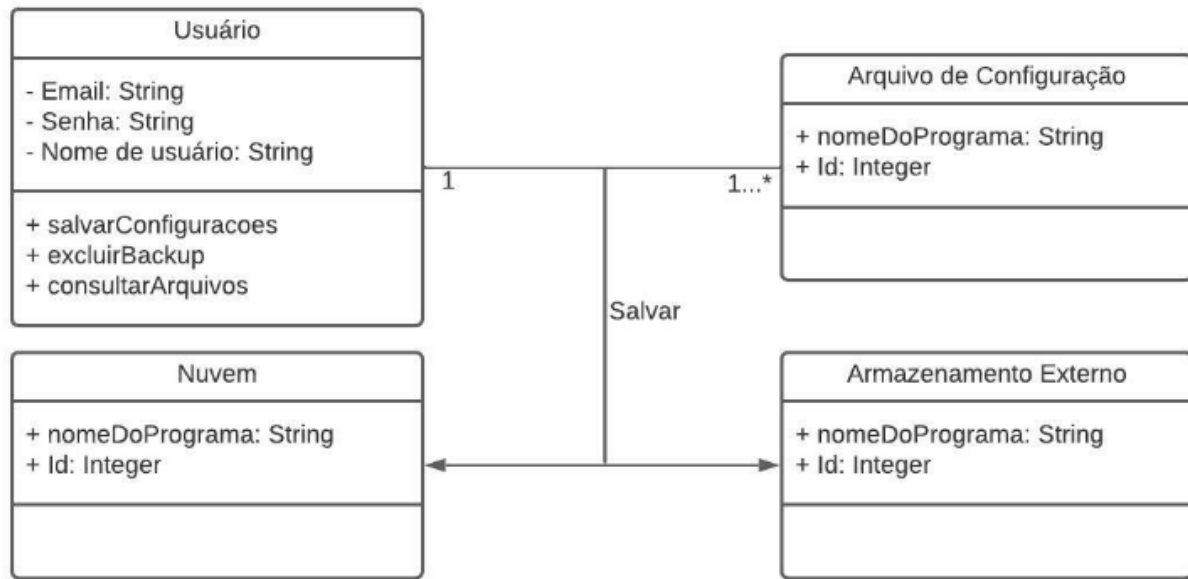 Usuário
- Email: String
- Senha: String
- Nome de usuário: String
+ salvarConfiguracoes
+ excluirBackup
+ consultarArquivos
Arquivo de Configuração
+ nomeDoPrograma: String
+ Id: Integer
1
1...*
Salvar
Nuvem
+ nomeDoPrograma: String
+ Id: Integer
Armazenamento Externo
+ nomeDoPrograma: String
+ Id: Integer